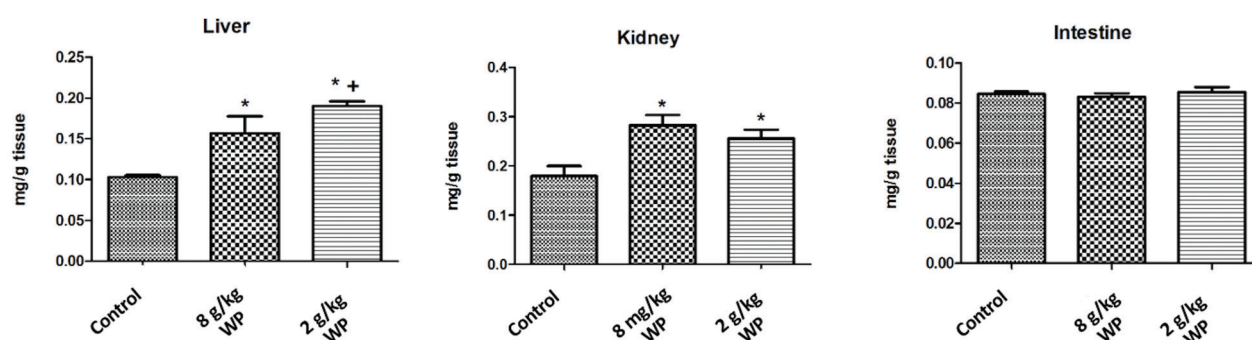 Liver
0.25
0.20
0.15
0.10
0.05
0.00
mg/g tissue
* * +
Control
8 g/kg
WP
2 g/kg
WP
Kidney
0.4
0.3
0.2
0.1
0.0
mg/g tissue
* *
Control
8 mg/kg
WP
2 g/kg
WP
Intestine
0.10
0.08
0.06
0.04
0.02
0.00
mg/g tissue
Control
8 g/kg
WP
2 g/kg
WP